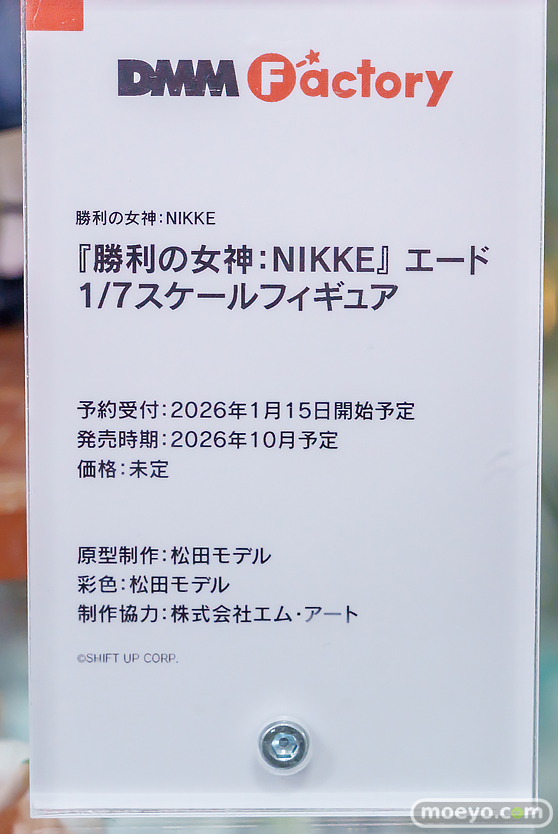 DMM Factory
勝利の女神：NIKKE
『勝利の女神：NIKKE』 エード
1/7スケールフィギュア
予約受付：2026年1月15日開始予定
発売時期：2026年10月予定
価格：未定
原型制作：松田モデル
彩色：松田モデル
制作協力：株式会社エム・アート
©SHIFT UP CORP.
moeyo.com